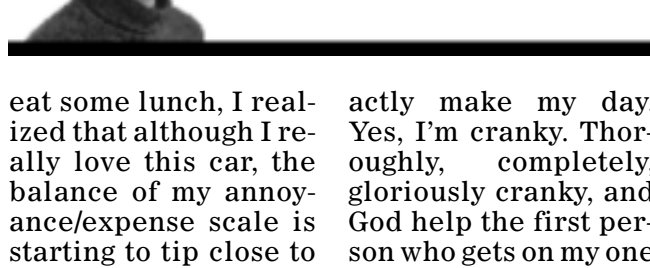 eat some lunch, I real-
ized that although I re-
ally love this car, the
balance of my annoy-
ance/expense scale is
starting to tip close to
actly make my day.
Yes, I'm cranky. Thor-
oughly, completely,
gloriously cranky, and
God help the first per-
son who gets on my one